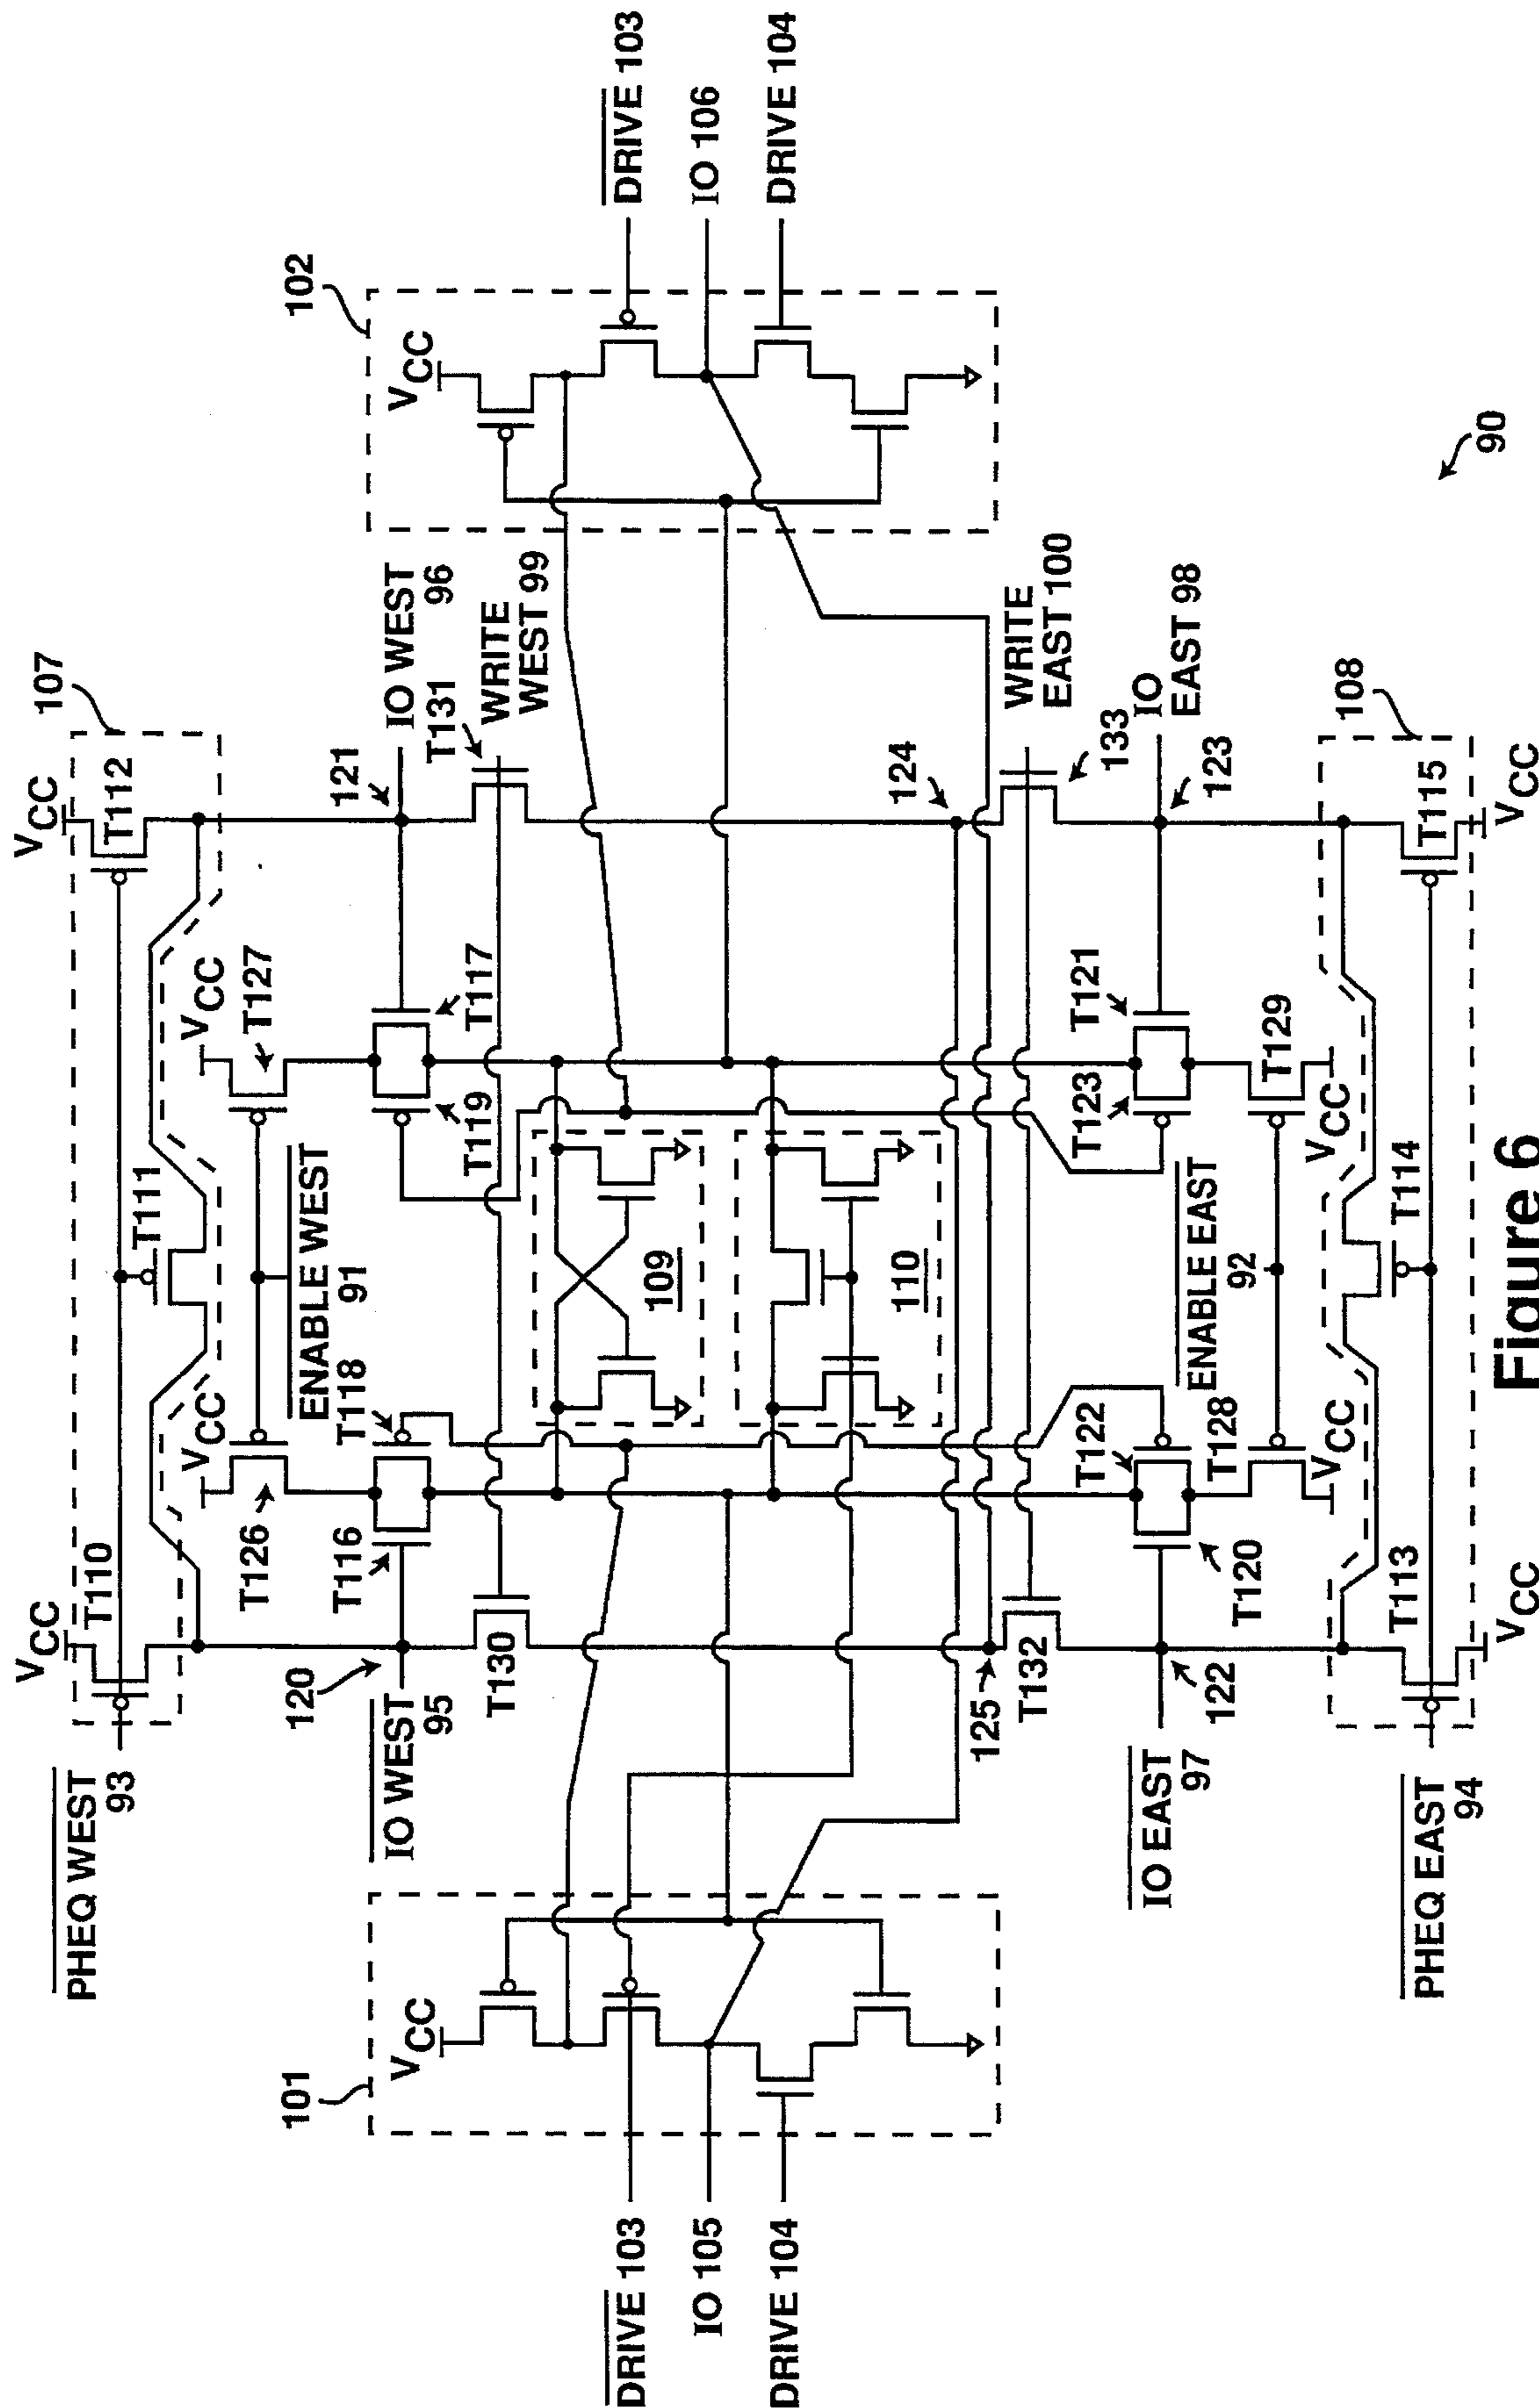 V̅CC
107
VCC
T110
T112
PHEQ WEST
93
T111
VCC
T126
VCC
T127
ENABLE WEST
91
120
121
IO WEST
95
IO WEST
96
T116
T118
T119
T117
T131
WRITE
WEST 99
T130
101
102
VCC
VCC
109
110
DRIVE 103
IO 105
DRIVE 104
DRIVE 103
IO 106
DRIVE 104
125
124
WRITE
EAST 100
T132
133
IO EAST
97
IO
EAST 98
122
123
T122
T120
T123
T121
ENABLE EAST
92
T128
T129
VCC
VCC
T114
108
PHEQ EAST
94
T113
T115
VCC
VCC
90
Figure 6